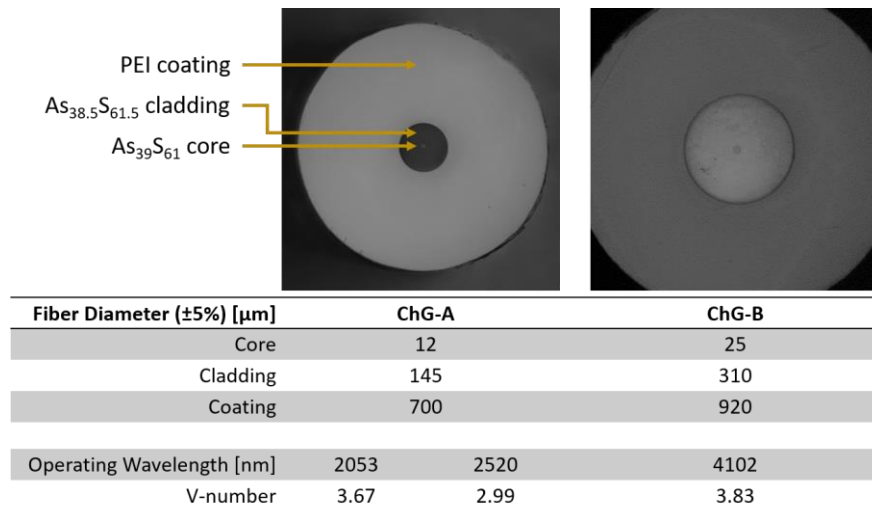 PEI coating
As38.5S61.5 cladding
As39S61 core
Fiber Diameter (±5%) [µm] ChG-A ChG-B
Core 12 25
Cladding 145 310
Coating 700 920
Operating Wavelength [nm] 2053 2520 4102
V-number 3.67 2.99 3.83